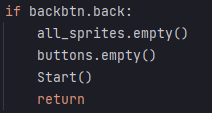 if backbtn.back:
    all_sprites.empty()
    buttons.empty()
    Start()
    return